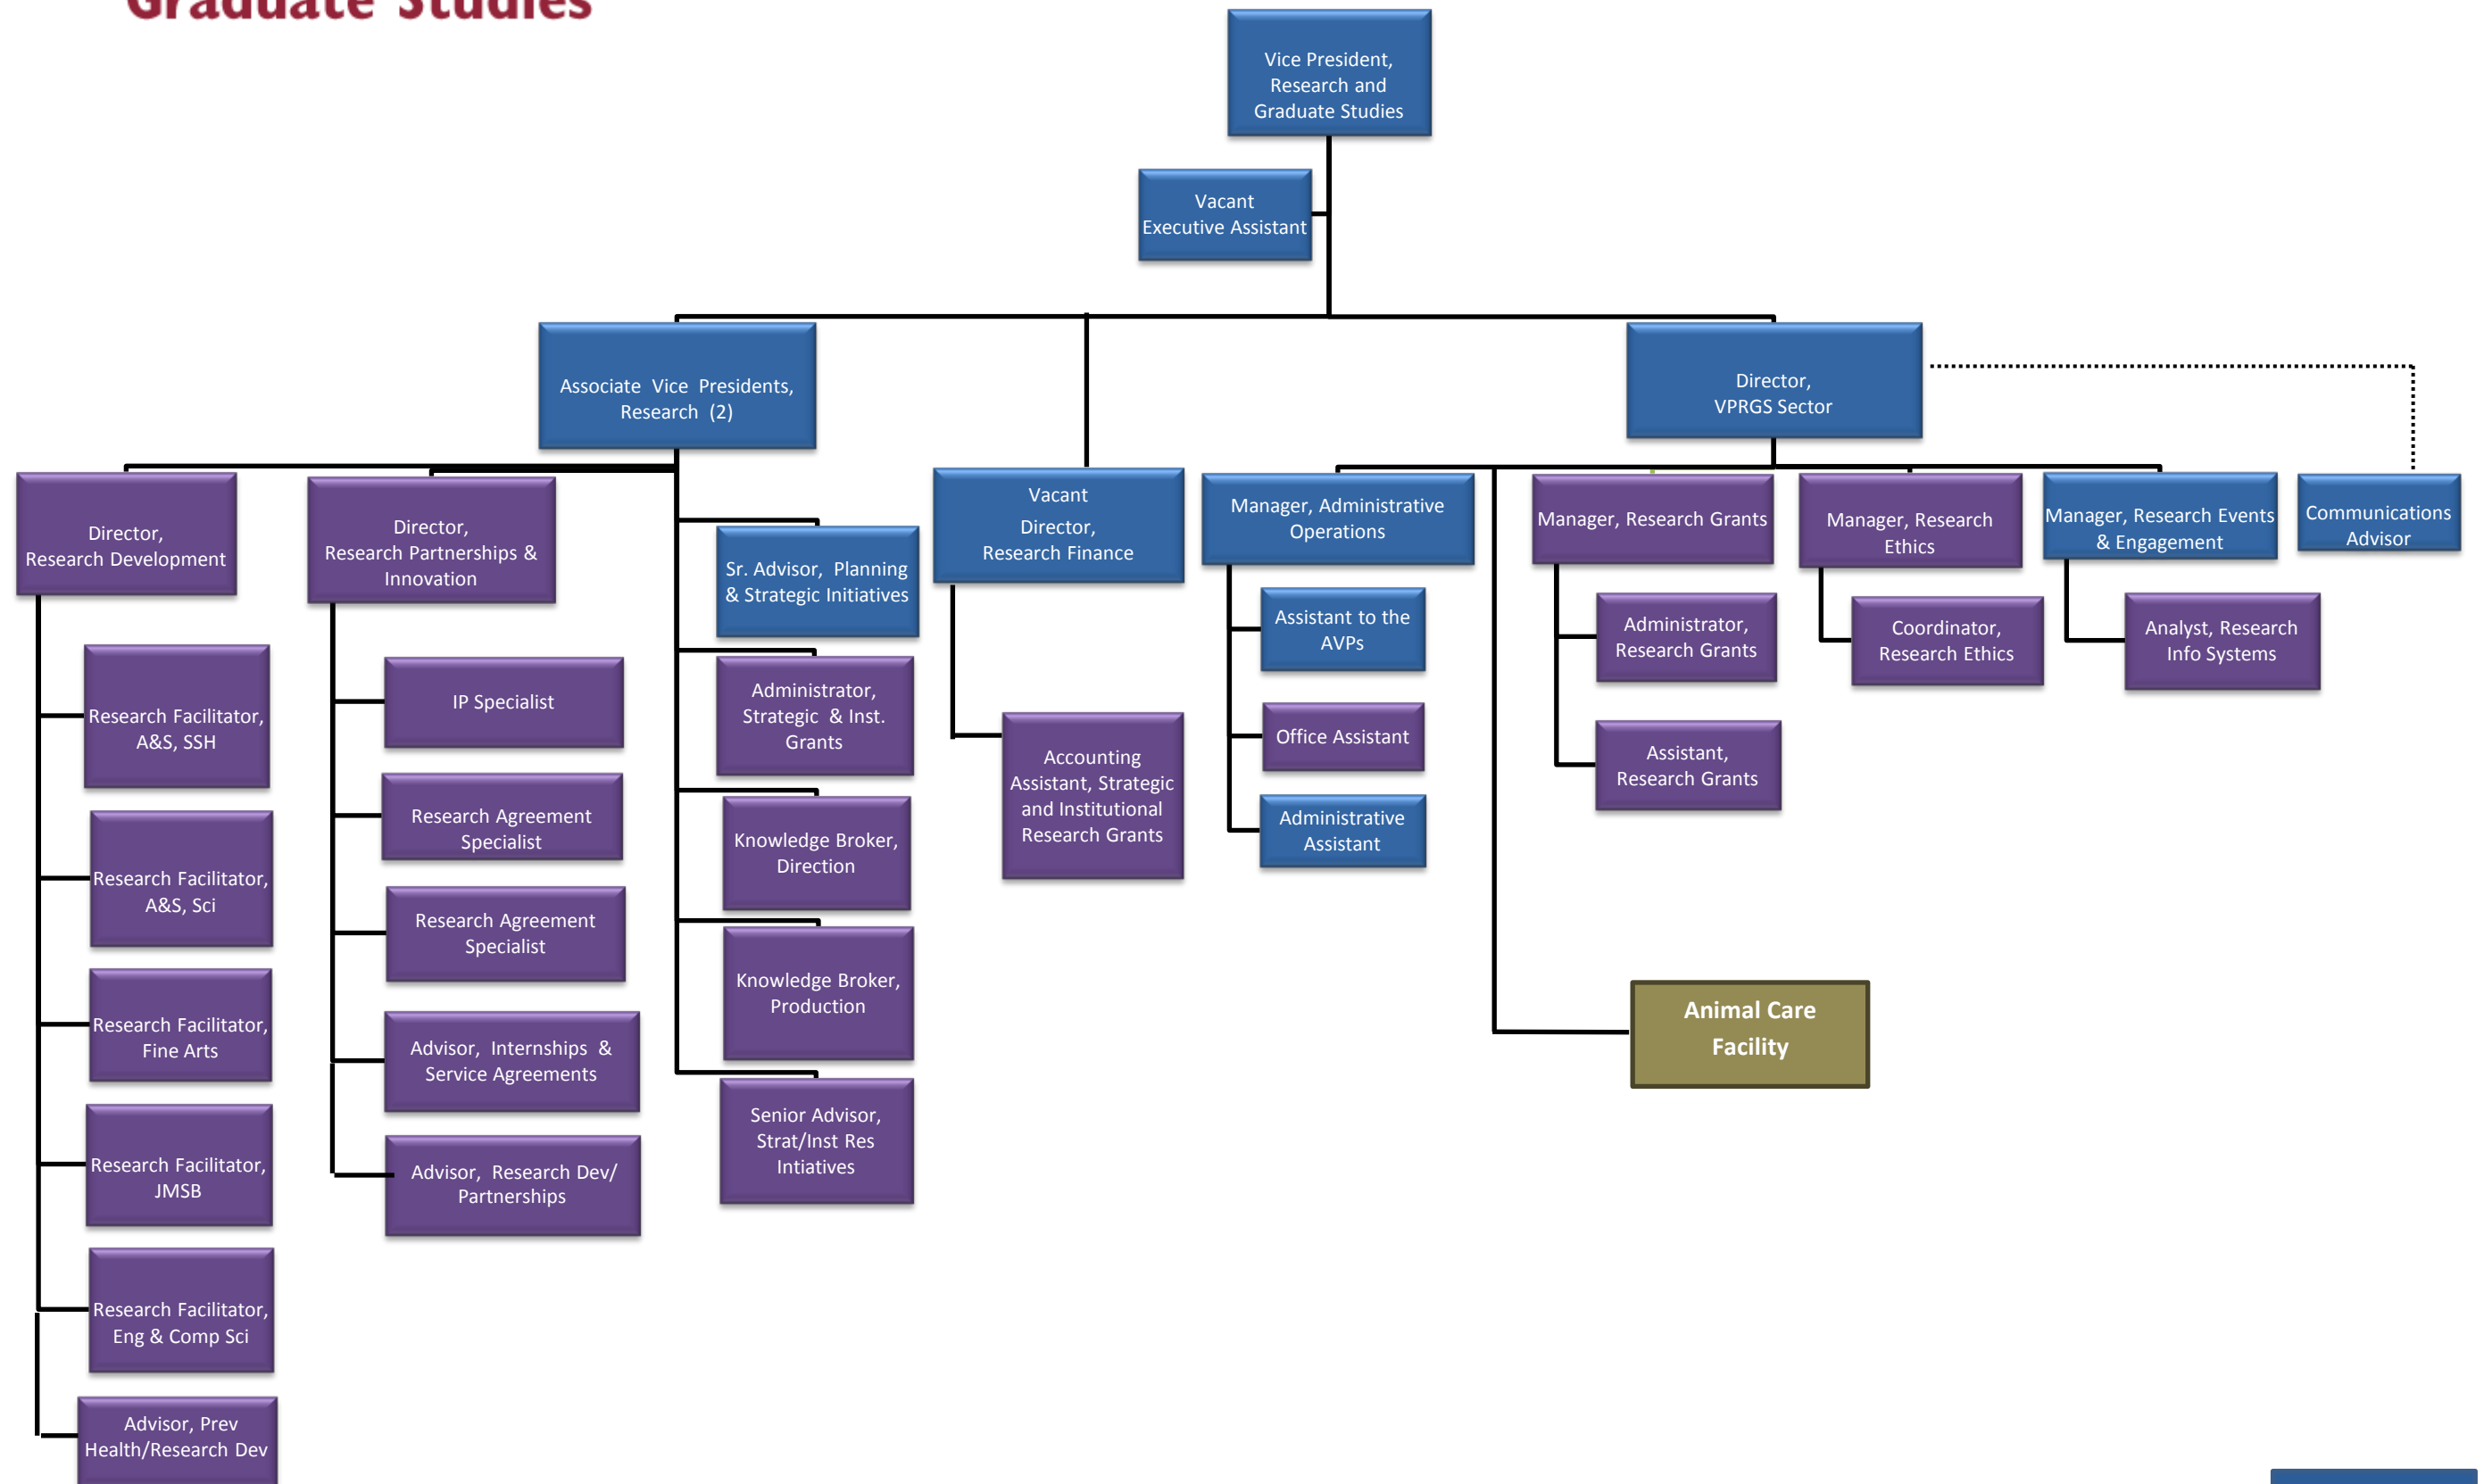 Graduate Studies
Vice President,
Research and
Graduate Studies
Vacant
Executive Assistant
Associate Vice Presidents,
Research (2)
Director,
VPRGS Sector
Director,
Research Development
Director,
Research Partnerships &
Innovation
Sr. Advisor, Planning
& Strategic Initiatives
Vacant
Director,
Research Finance
Manager, Administrative
Operations
Manager, Research Grants
Manager, Research
Ethics
Manager, Research Events
& Engagement
Communications
Advisor
Research Facilitator,
A&S, SSH
Research Facilitator,
A&S, Sci
Research Facilitator,
Fine Arts
Research Facilitator,
JMSB
Research Facilitator,
Eng & Comp Sci
Advisor, Prev
Health/Research Dev
IP Specialist
Research Agreement
Specialist
Research Agreement
Specialist
Advisor, Internships &
Service Agreements
Advisor, Research Dev/
Partnerships
Administrator,
Strategic & Inst.
Grants
Knowledge Broker,
Direction
Knowledge Broker,
Production
Senior Advisor,
Strat/Inst Res
Intiatives
Accounting
Assistant, Strategic
and Institutional
Research Grants
Assistant to the
AVPs
Office Assistant
Administrative
Assistant
Administrator,
Research Grants
Assistant,
Research Grants
Coordinator,
Research Ethics
Analyst, Research
Info Systems
Animal Care
Facility